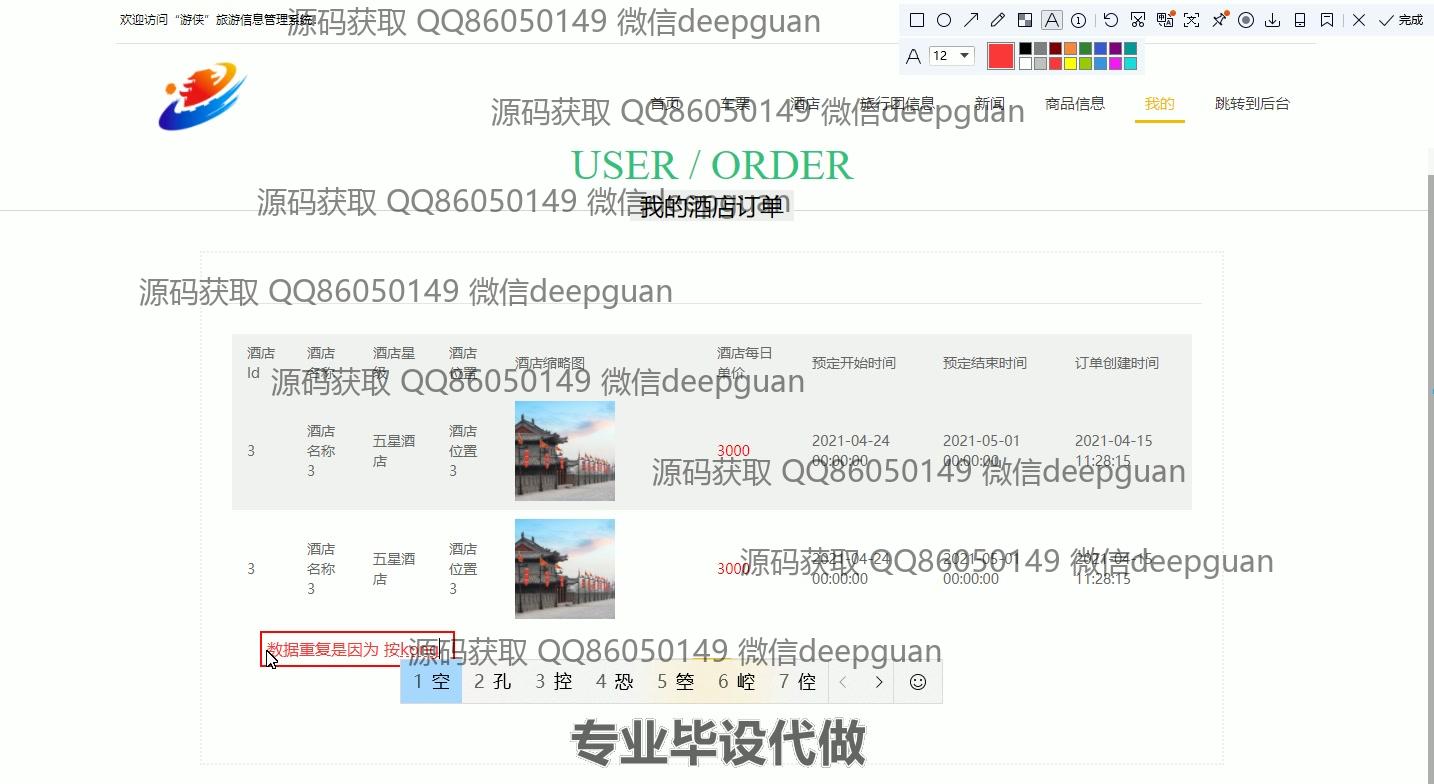 欢迎访问“游侠”旅游信息管理系统
源码获取 QQ86050149 微信deepguan
12
完成
首页 车票 酒店 旅行团信息 新闻 商品信息 我的 跳转到后台
源码获取 QQ86050149 微信deepguan
USER / ORDER
源码获取 QQ86050149 微信deepguan
我的酒店订单
源码获取 QQ86050149 微信deepguan
酒店Id 酒店名称 酒店星级 酒店位置 酒店缩略图 酒店每日单价 预定开始时间 预定结束时间 订单创建时间
源码获取 QQ86050149 微信deepguan
3 酒店名称3 五星酒店 酒店位置3 3000 2021-04-24 00:00:00 2021-05-01 00:00:00 2021-04-15 11:28:15
源码获取 QQ86050149 微信deepguan
3 酒店名称3 五星酒店 酒店位置3 3000 2021-04-24 00:00:00 2021-05-01 00:00:00 2021-04-15 11:28:15
源码获取 QQ86050149 微信deepguan
数据重复是因为 按kong
源码获取 QQ86050149 微信deepguan
1 空 2 孔 3 控 4 恐 5 箜 6 崆 7 倥
专业毕设代做